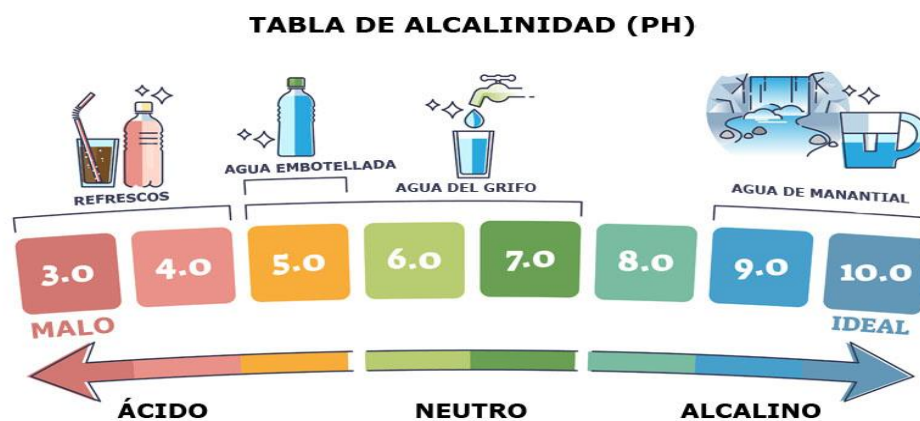 TABLA DE ALCALINIDAD (PH)
REFRESCOS
AGUA EMBOTELLADA
AGUA DEL GRIFO
AGUA DE MANANTIAL
3.0 4.0 5.0 6.0 7.0 8.0 9.0 10.0
MALO IDEAL
ÁCIDO NEUTRO ALCALINO